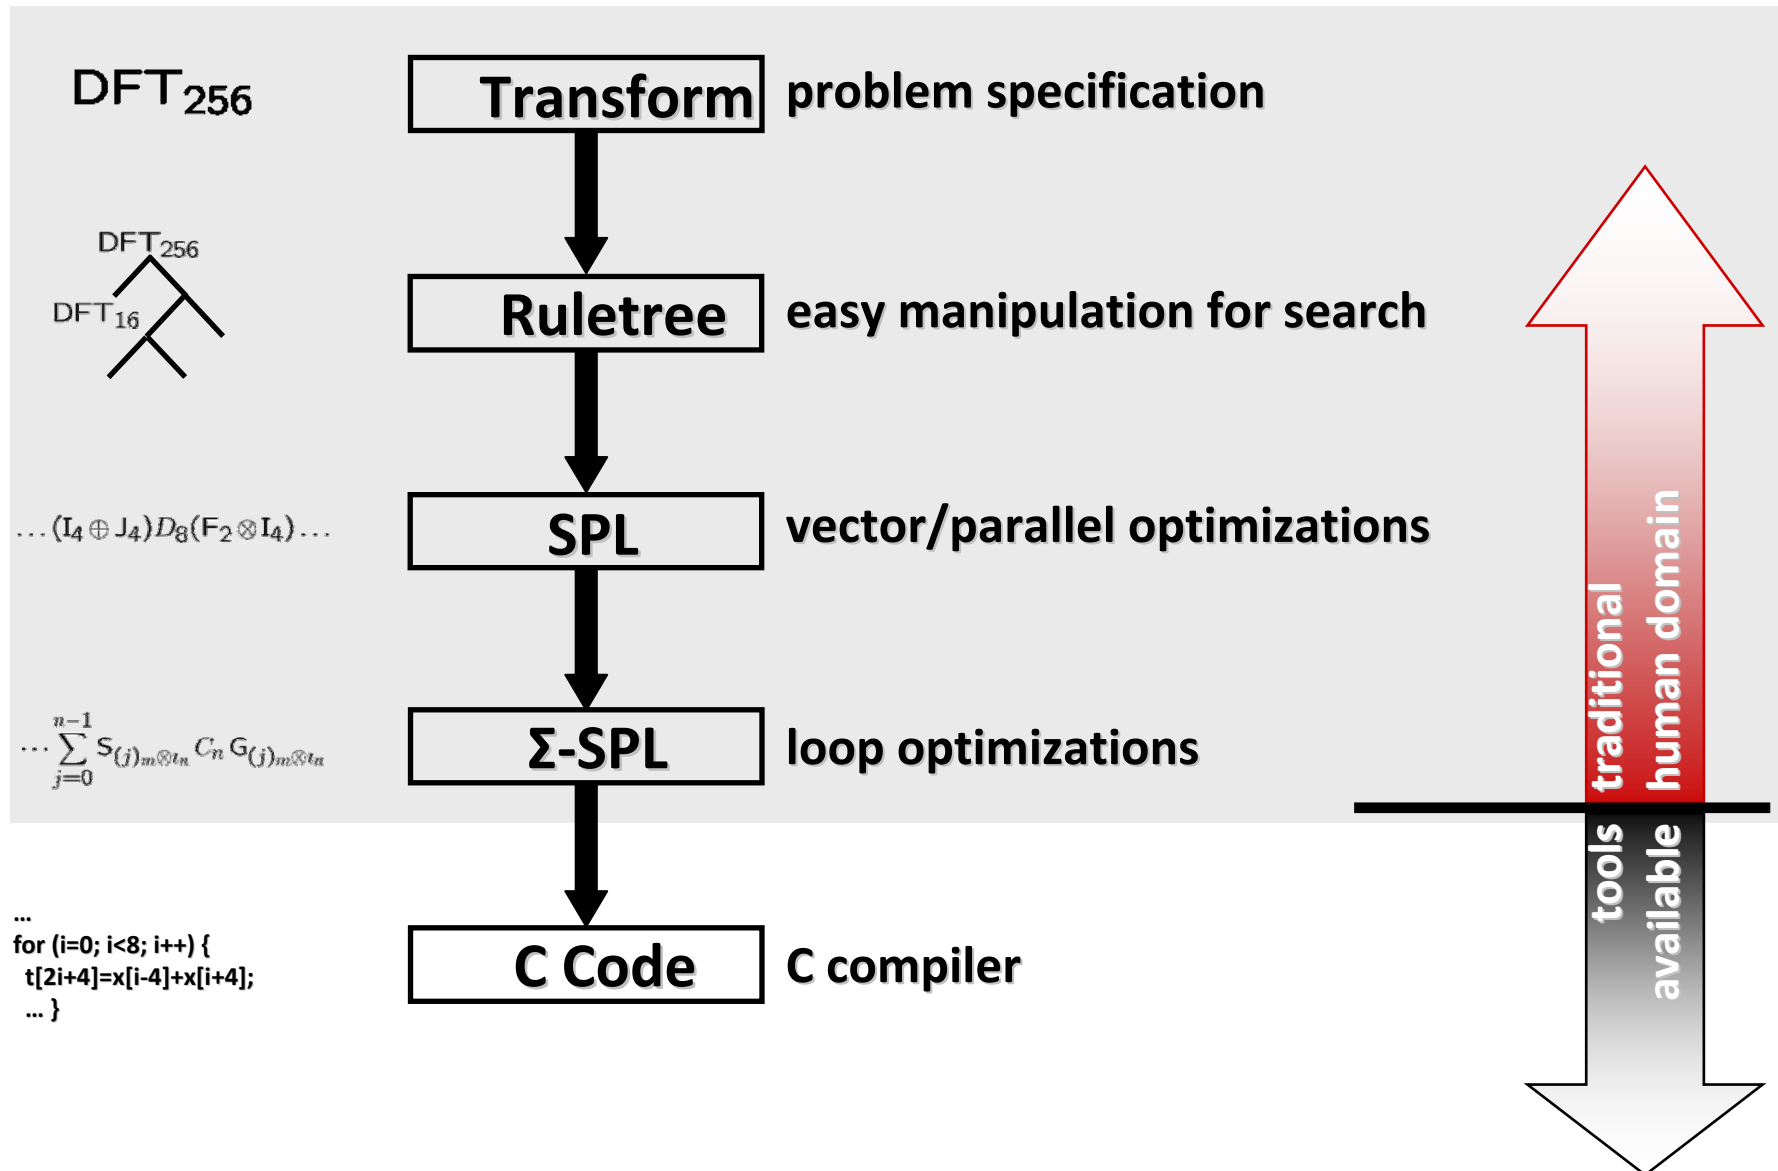 DFT₂₅₆ Transform problem specification
DFT₂₅₆
DFT₁₆ Ruletree easy manipulation for search
… (I₄ ⊕ J₄)D₈(F₂ ⊗ I₄) … SPL vector/parallel optimizations
n−1
… ∑ S₍ⱼ₎ₘ⊗ιₙ Cₙ G₍ⱼ₎ₘ⊗ιₙ Σ-SPL loop optimizations
j=0
traditional
human domain
tools
available
...
for (i=0; i<8; i++) {
t[2i+4]=x[i-4]+x[i+4];
... }
C Code C compiler